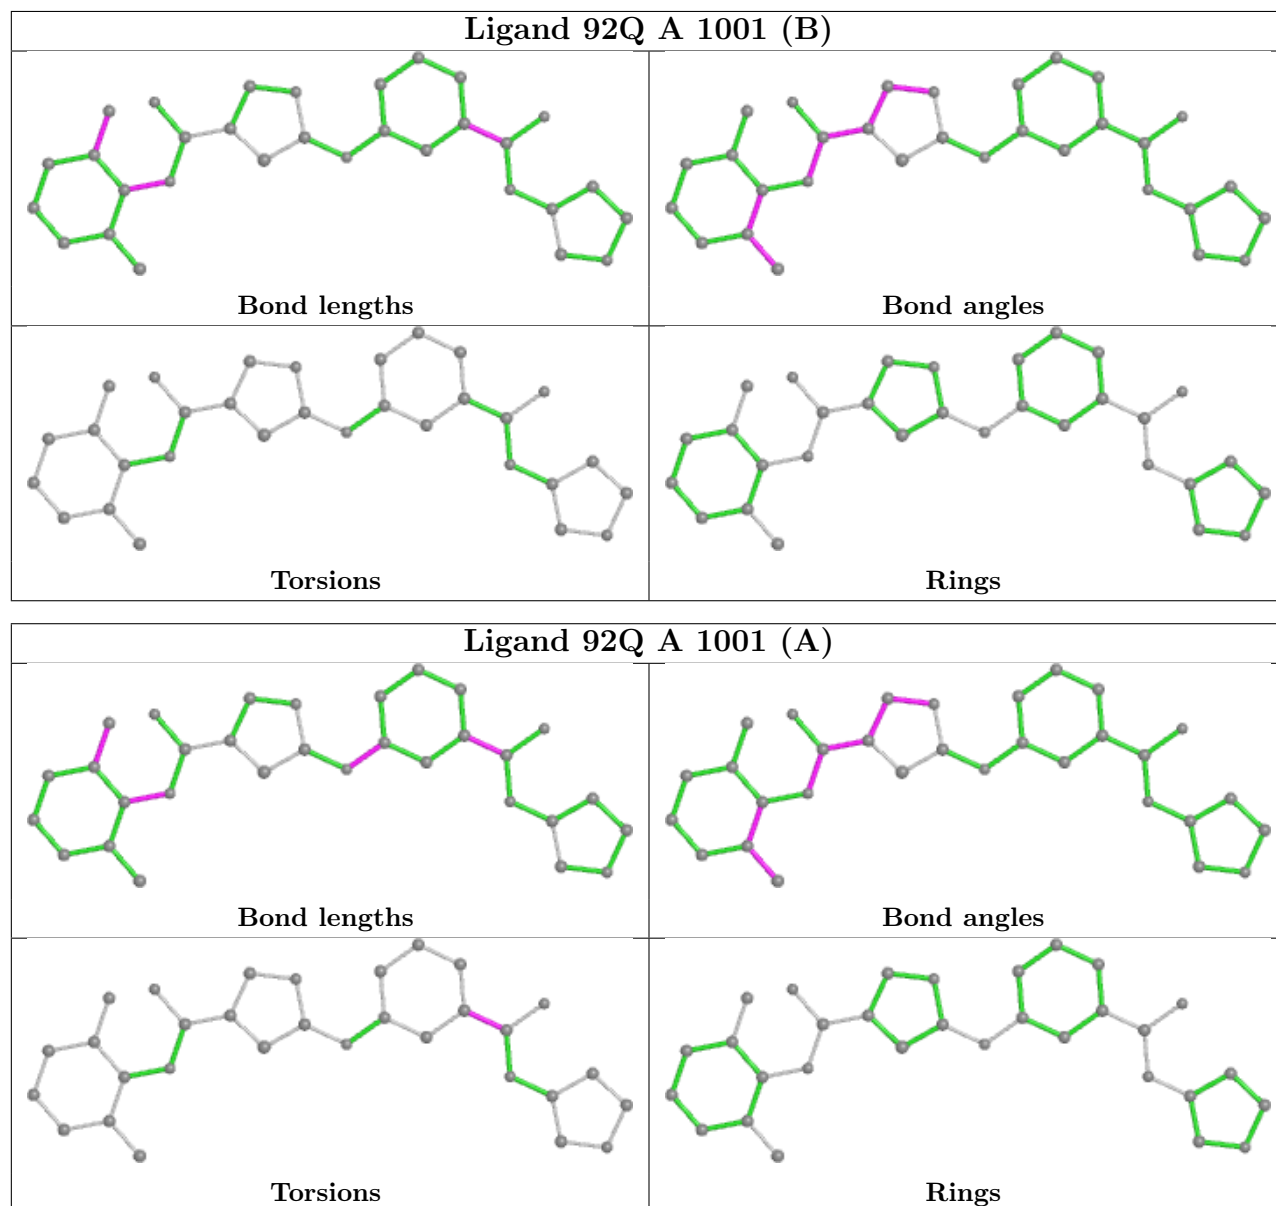 Ligand 92Q A 1001 (B)
Bond lengths
Bond angles
Torsions
Rings
Ligand 92Q A 1001 (A)
Bond lengths
Bond angles
Torsions
Rings